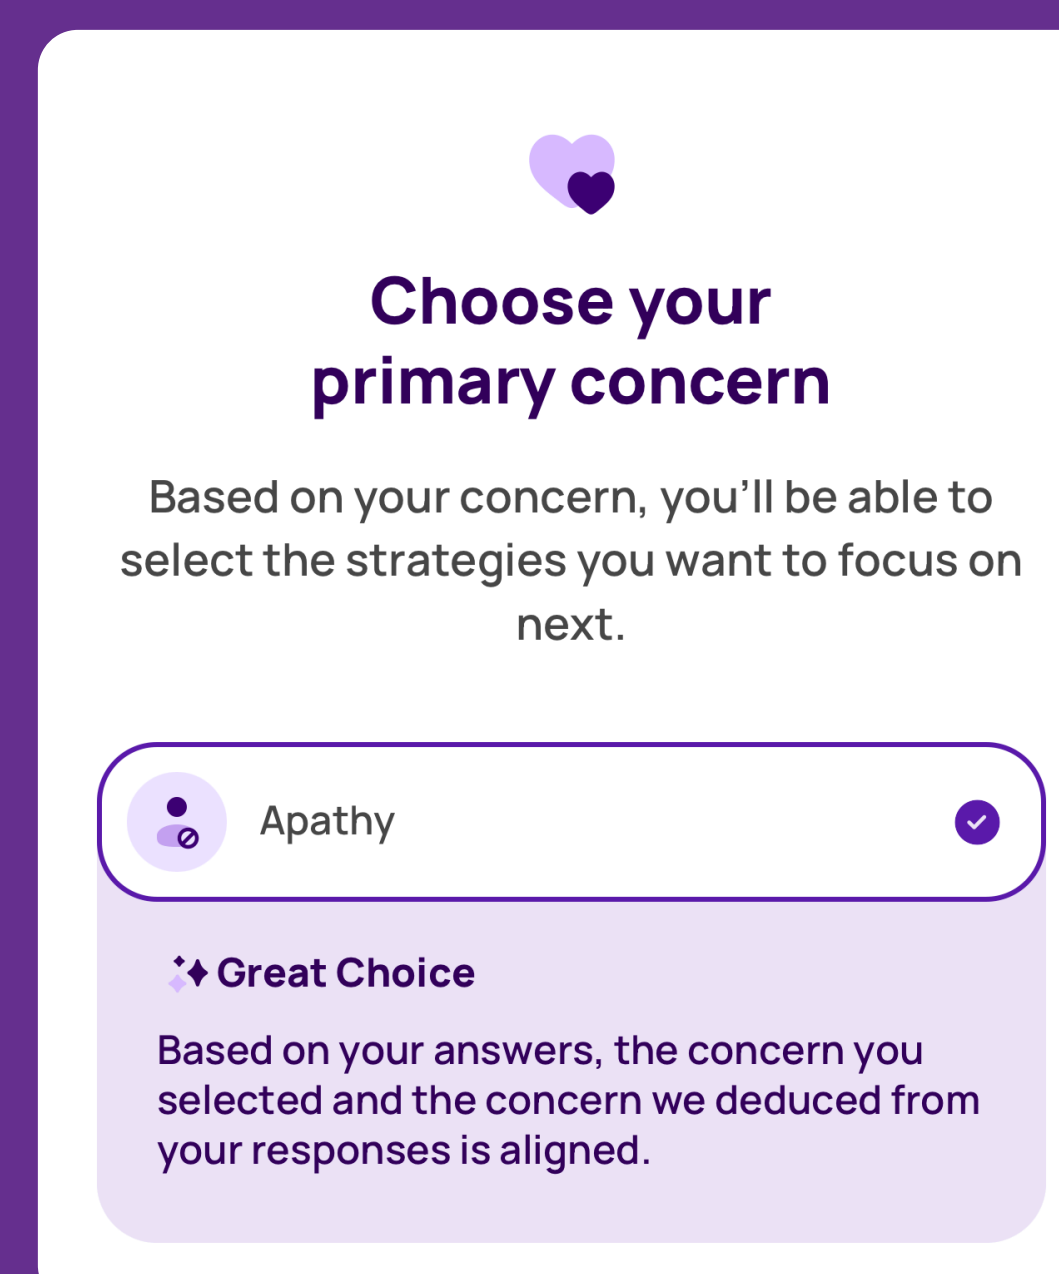 Choose your
primary concern
Based on your concern, you’ll be able to
select the strategies you want to focus on
next.
Apathy
Great Choice
Based on your answers, the concern you
selected and the concern we deduced from
your responses is aligned.